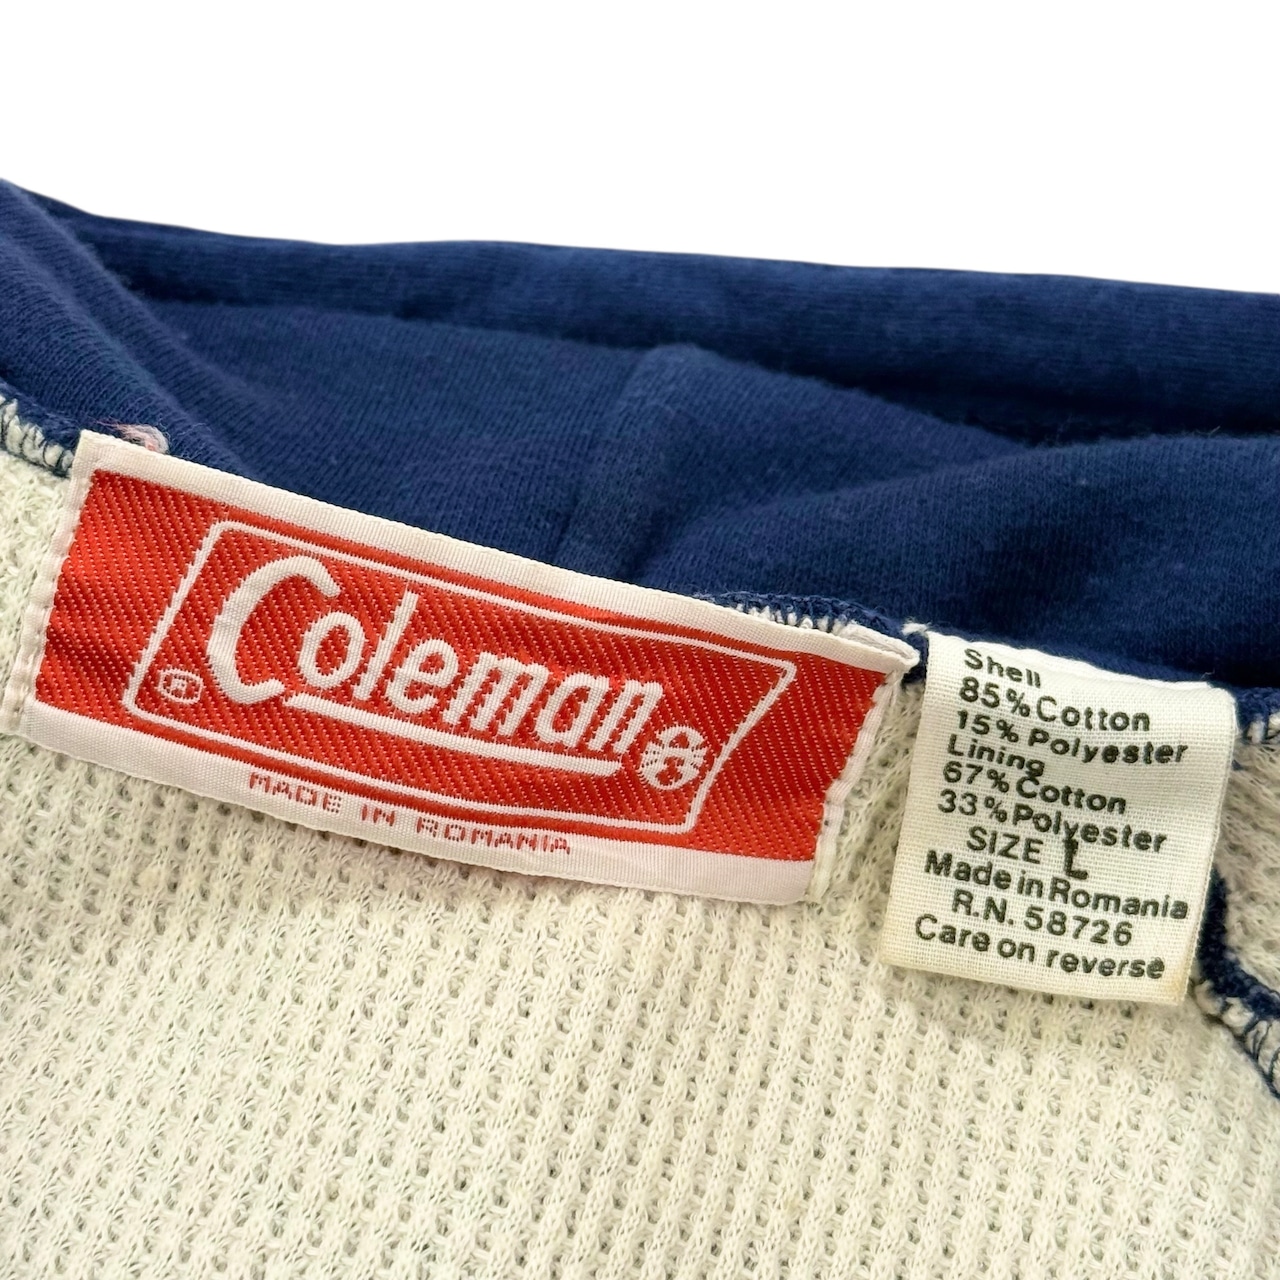 Coleman
®
MADE IN ROMANIA
Shell
85% Cotton
15% Polyester
Lining
67% Cotton
33% Polyester
SIZE L
Made in Romania
R.N. 58726
Care on reverse